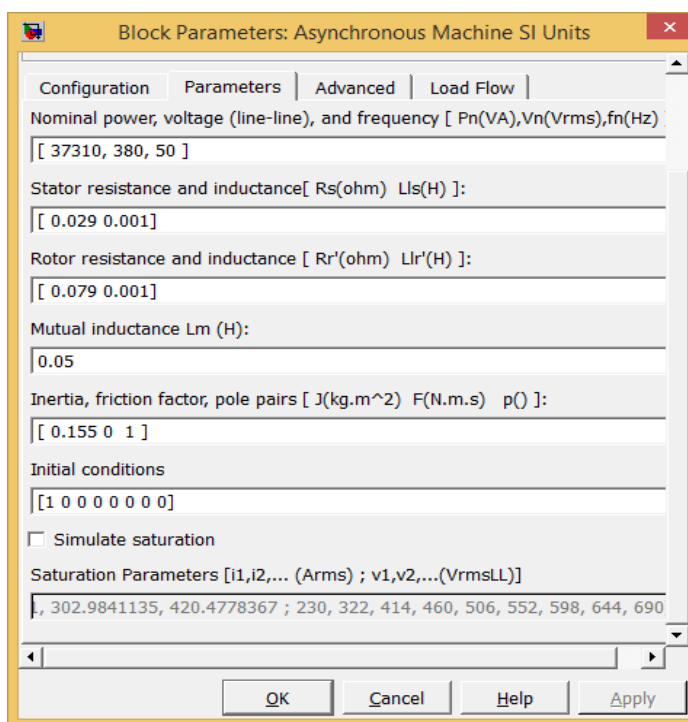 Block Parameters: Asynchronous Machine SI Units
Configuration Parameters Advanced Load Flow
Nominal power, voltage (line-line), and frequency [ Pn(VA),Vn(Vrms),fn(Hz) ]
[ 37310, 380, 50 ]
Stator resistance and inductance[ Rs(ohm) Lls(H) ]:
[ 0.029 0.001]
Rotor resistance and inductance [ Rr'(ohm) Llr'(H) ]:
[ 0.079 0.001]
Mutual inductance Lm (H):
0.05
Inertia, friction factor, pole pairs [ J(kg.m^2) F(N.m.s) p() ]:
[ 0.155 0 1 ]
Initial conditions
[1 0 0 0 0 0 0 0]
Simulate saturation
Saturation Parameters [i1,i2,... (Arms) ; v1,v2,...(VrmsLL)]
, 302.9841135, 420.4778367 ; 230, 322, 414, 460, 506, 552, 598, 644, 690
OK Cancel Help Apply